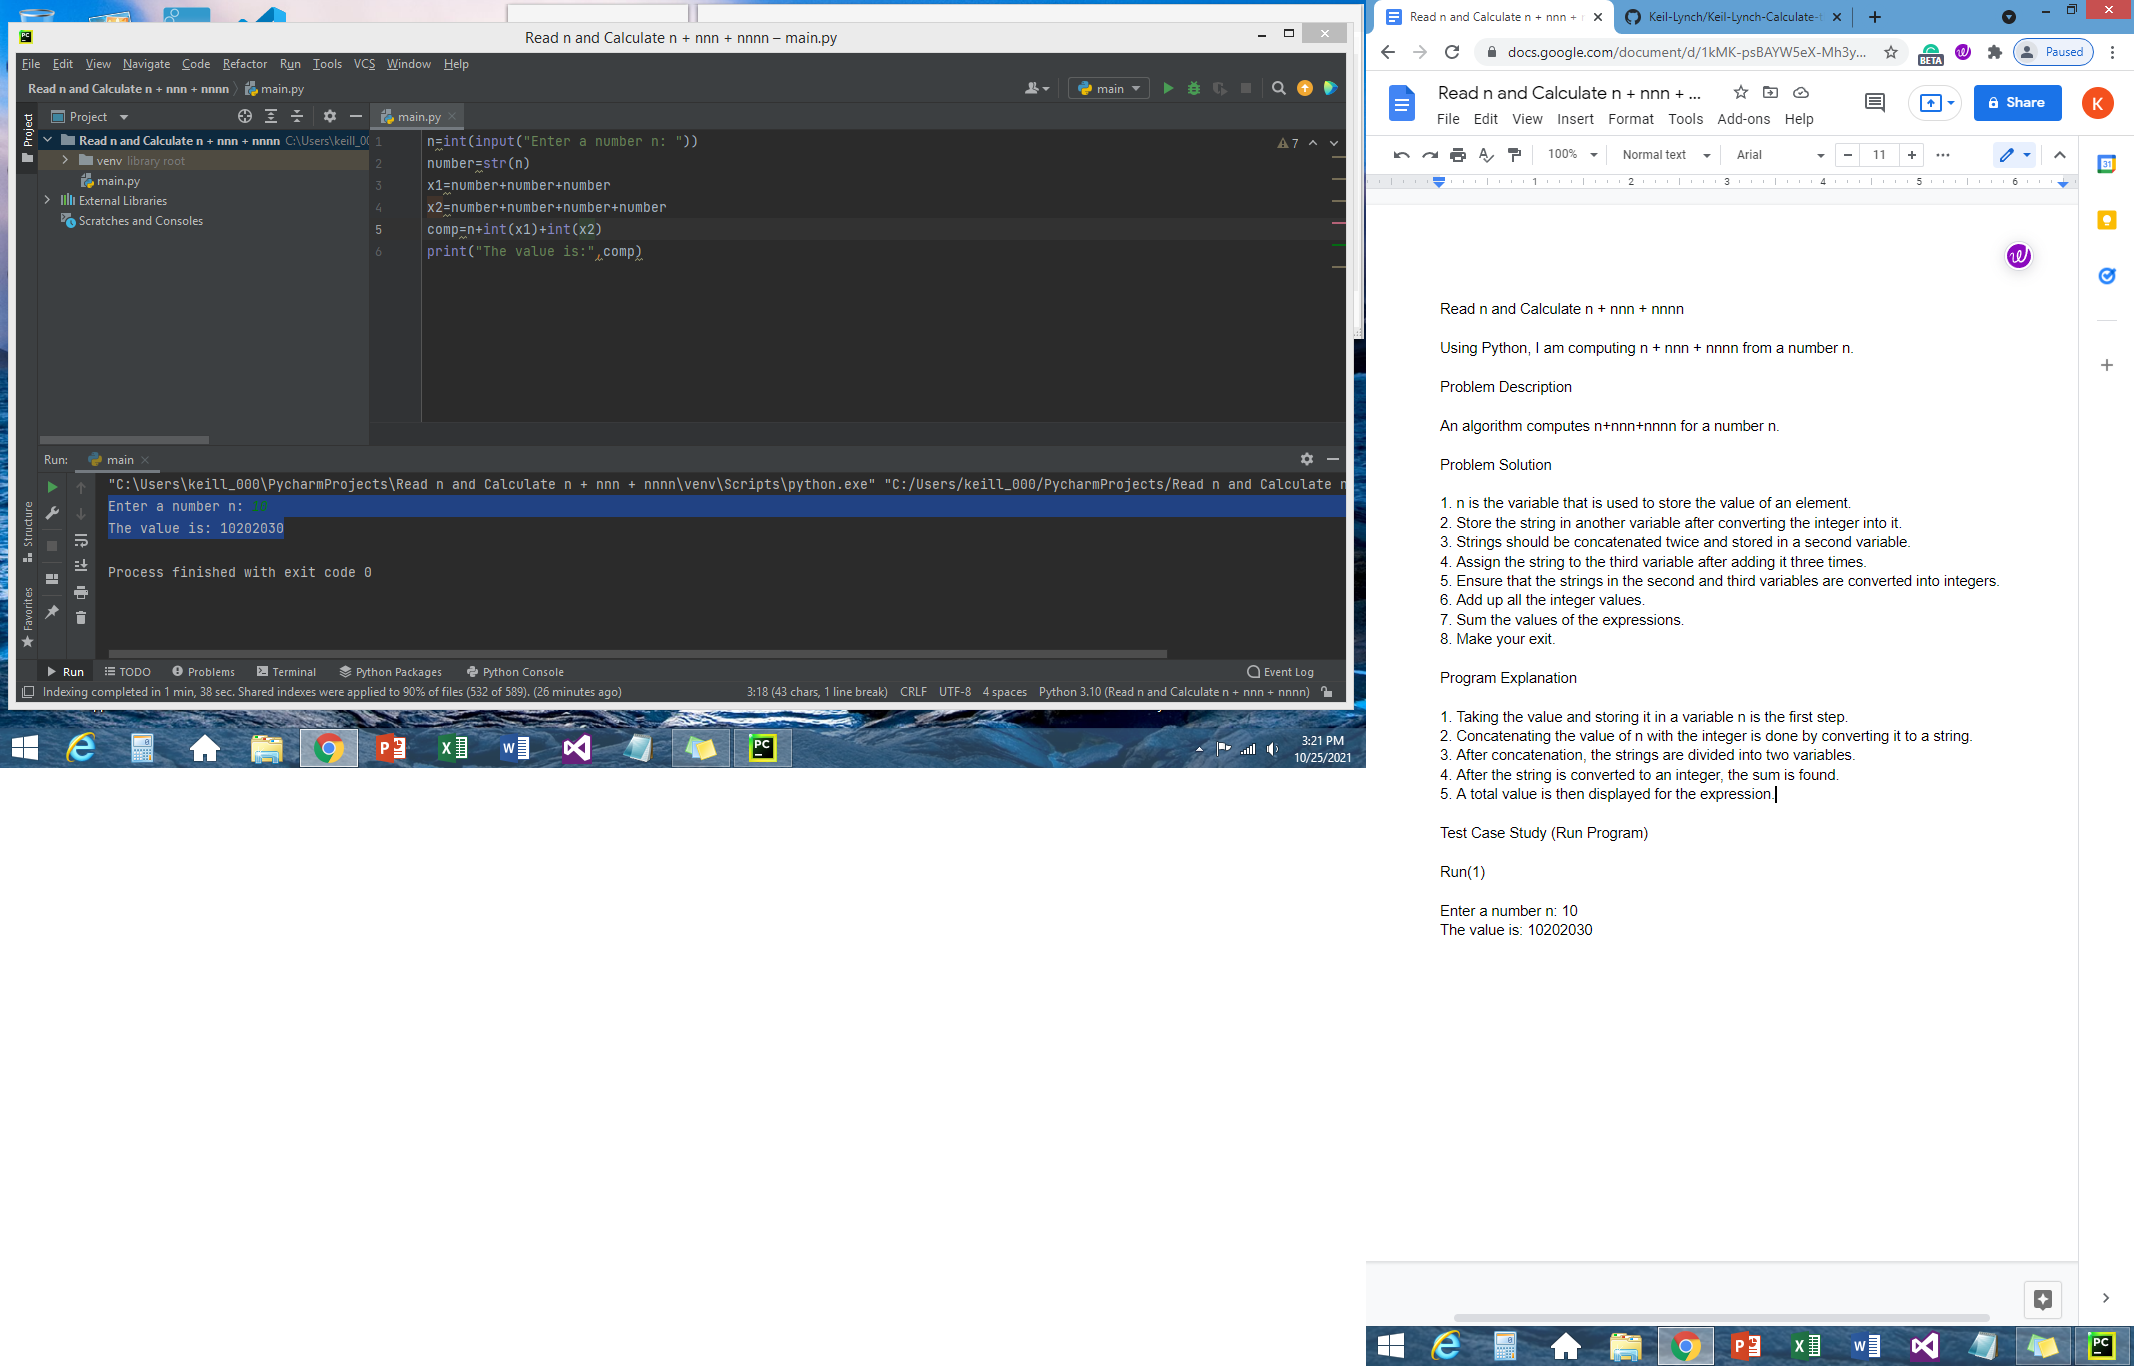 Read n and Calculate n + nnn + nnnn – main.py
File Edit View Navigate Code Refactor Run Tools VCS Window Help
Read n and Calculate n + nnn + nnnn main.py
main
Project
main.py
Project
Read n and Calculate n + nnn + nnnn C:\Users\keill_00
venv library root
main.py
External Libraries
Scratches and Consoles
7
1 n=int(input("Enter a number n: "))
2 number=str(n)
3 x1=number+number+number
4 x2=number+number+number+number
5 comp=n+int(x1)+int(x2)
6 print("The value is:",comp)
Run: main
"C:\Users\keill_000\PycharmProjects\Read n and Calculate n + nnn + nnnn\venv\Scripts\python.exe" "C:/Users/keill_000/PycharmProjects/Read n and Calculate n
Enter a number n: 10
The value is: 10202030
Process finished with exit code 0
Structure
Favorites
Run TODO Problems Terminal Python Packages Python Console Event Log
Indexing completed in 1 min, 38 sec. Shared indexes were applied to 90% of files (532 of 589). (26 minutes ago) 3:18 (43 chars, 1 line break) CRLF UTF-8 4 spaces Python 3.10 (Read n and Calculate n + nnn + nnnn)
3:21 PM
10/25/2021
Read n and Calculate n + nnn +
Keil-Lynch/Keil-Lynch-Calculate-
docs.google.com/document/d/1kMK-psBAYW5eX-Mh3y...
BETA
Paused
Read n and Calculate n + nnn + ...
Share
K
File Edit View Insert Format Tools Add-ons Help
100% Normal text Arial 11
1 2 3 4 5 6
31
Read n and Calculate n + nnn + nnnn
Using Python, I am computing n + nnn + nnnn from a number n.
Problem Description
An algorithm computes n+nnn+nnnn for a number n.
Problem Solution
1. n is the variable that is used to store the value of an element.
2. Store the string in another variable after converting the integer into it.
3. Strings should be concatenated twice and stored in a second variable.
4. Assign the string to the third variable after adding it three times.
5. Ensure that the strings in the second and third variables are converted into integers.
6. Add up all the integer values.
7. Sum the values of the expressions.
8. Make your exit.
Program Explanation
1. Taking the value and storing it in a variable n is the first step.
2. Concatenating the value of n with the integer is done by converting it to a string.
3. After concatenation, the strings are divided into two variables.
4. After the string is converted to an integer, the sum is found.
5. A total value is then displayed for the expression.
Test Case Study (Run Program)
Run(1)
Enter a number n: 10
The value is: 10202030